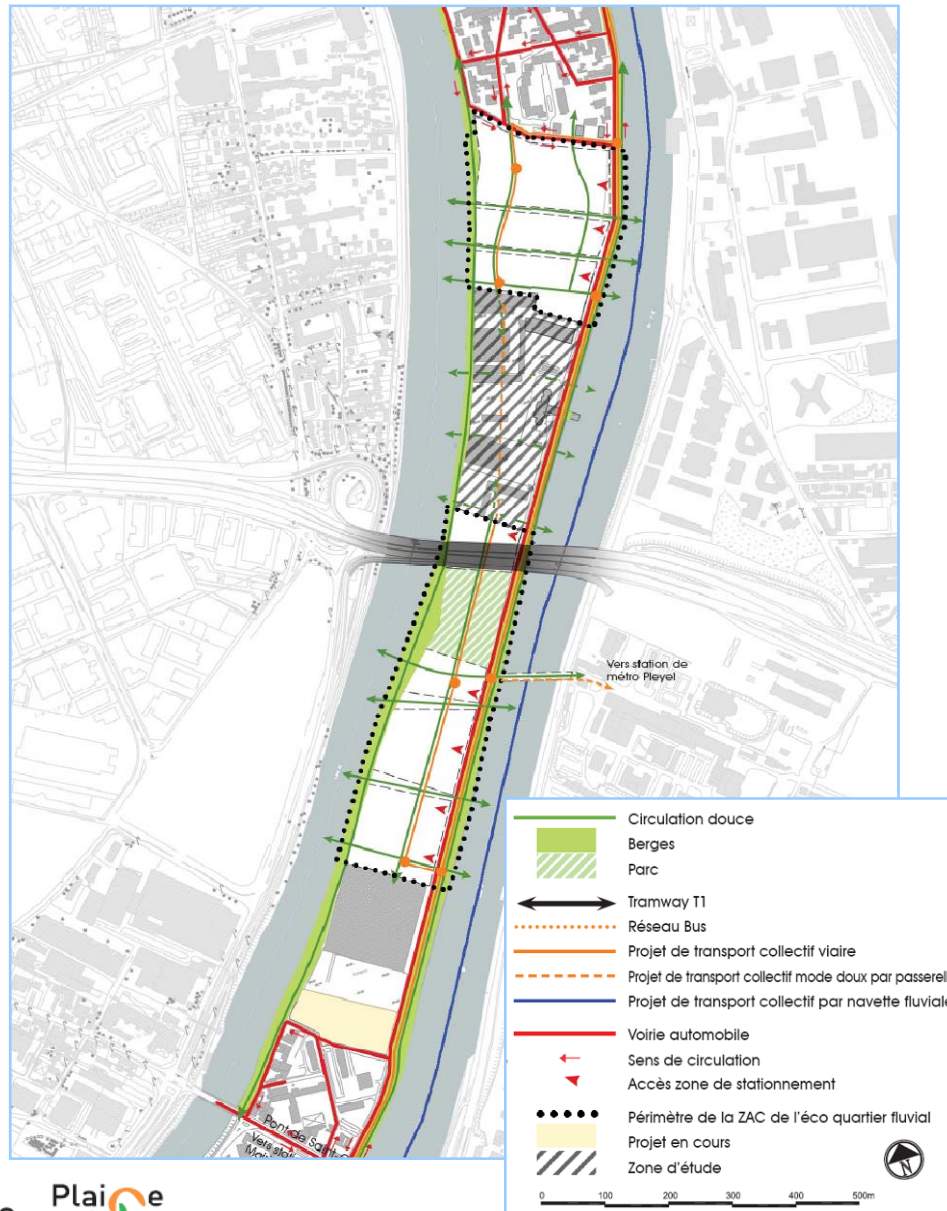 Vers station de
métro Pleyel
Circulation douce
Berges
Parc
Tramway T1
Réseau Bus
Projet de transport collectif viaire
Projet de transport collectif mode doux par passerell
Projet de transport collectif par navette fluviale
Voirie automobile
Sens de circulation
Accès zone de stationnement
Périmètre de la ZAC de l'éco quartier fluvial
Projet en cours
Zone d'étude
N
0 100 200 300 400 500m
Pont de Saint-
Vers stati
Plaine